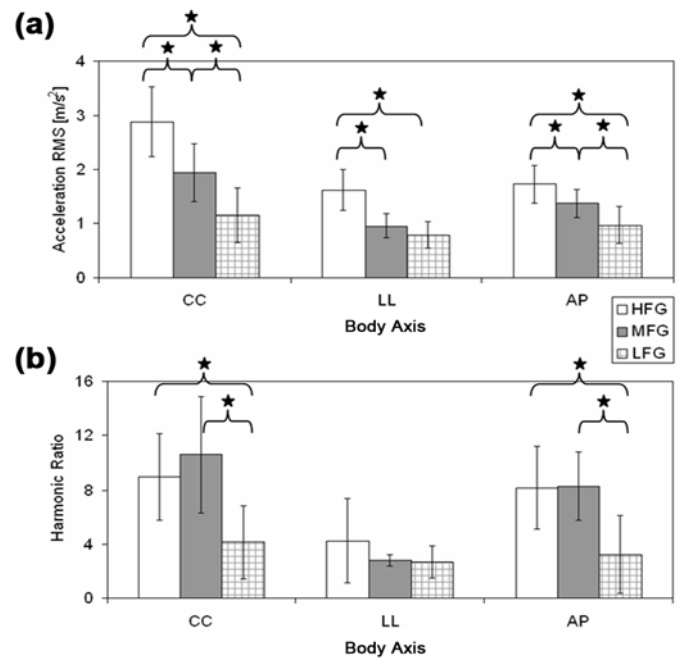 (a)
Acceleration RMS [m/s²]
4
3
2
1
0
CC LL AP
Body Axis
HFG
MFG
LFG
(b)
Harmonic Ratio
16
12
8
4
0
CC LL AP
Body Axis